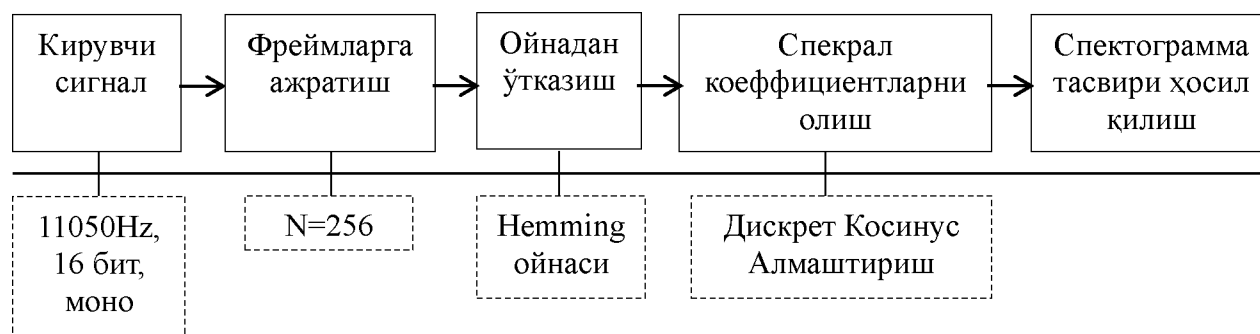 Кирувчи
сигнал
Фреймларга
ажратиш
Ойнадан
ўтказиш
Спекрал
коеффициентларни
олиш
Спектограмма
тасвири ҳосил
қилиш
11050Hz,
16 бит,
моно
N=256
Hemming
ойнаси
Дискрет Косинус
Алмаштириш